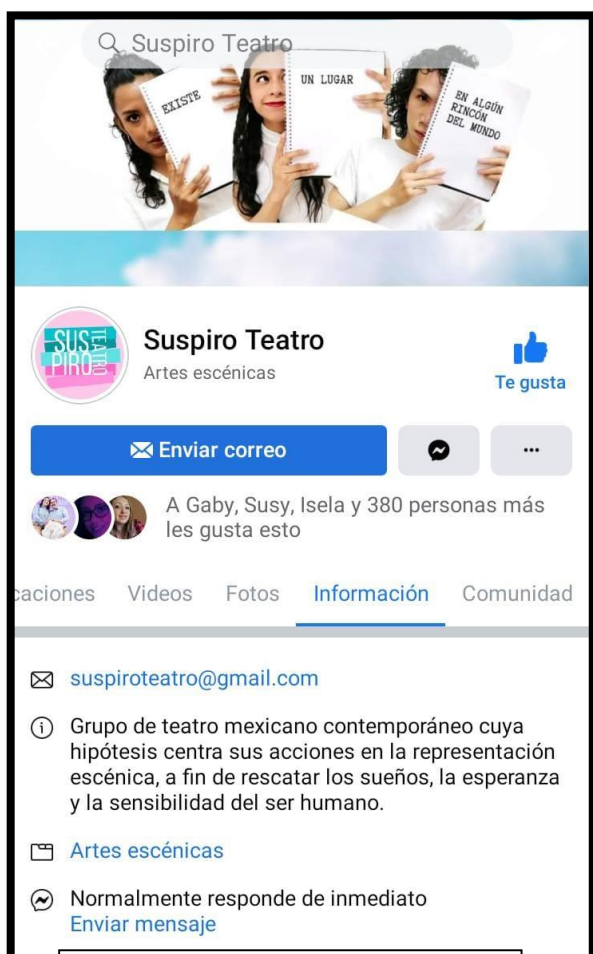 Suspiro Teatro
EXISTE
UN LUGAR
EN ALGÚN
RINCÓN
DEL MUNDO
SUS
PIRO
TEATRO
Suspiro Teatro
Artes escénicas
Te gusta
Enviar correo
A Gaby, Susy, Isela y 380 personas más
les gusta esto
caciones Videos Fotos Información Comunidad
suspiroteatro@gmail.com
Grupo de teatro mexicano contemporáneo cuya
hipótesis centra sus acciones en la representación
escénica, a fin de rescatar los sueños, la esperanza
y la sensibilidad del ser humano.
Artes escénicas
Normalmente responde de inmediato
Enviar mensaje